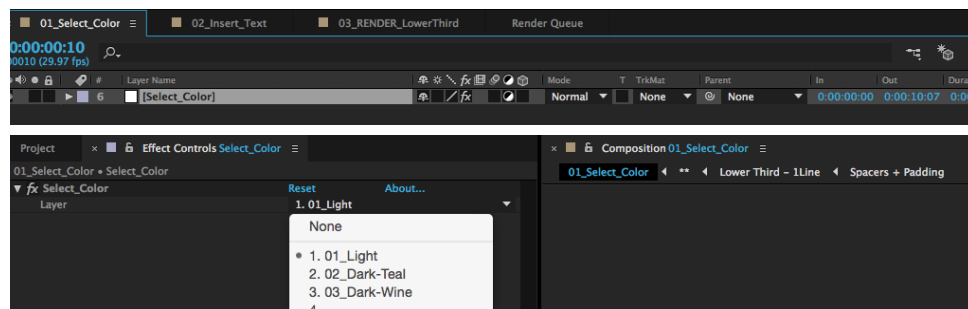 01_Select_Color 02_Insert_Text 03_RENDER_LowerThird Render Queue
0:00:00:10
00010 (29.97 fps)
# Layer Name Mode T TrkMat Parent In Out
6 [Select_Color] fx Normal None None 0:00:00:00 0:00:10:07
Project × Effect Controls Select_Color × Composition 01_Select_Color
01_Select_Color • Select_Color 01_Select_Color ** Lower Third - 1Line Spacers + Padding
fx Select_Color Reset About...
Layer 1. 01_Light
None
• 1. 01_Light
2. 02_Dark-Teal
3. 03_Dark-Wine